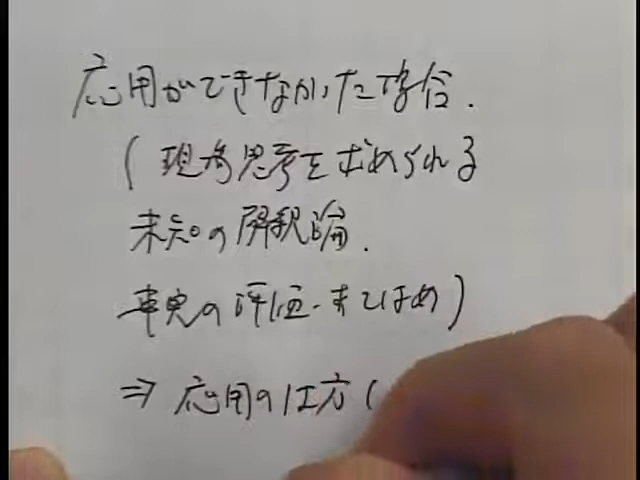 応用ができなかった場合.
(現場思考を求められる
未知の解釈論.
事実の評価・あてはめ)
⇒ 応用の仕方(